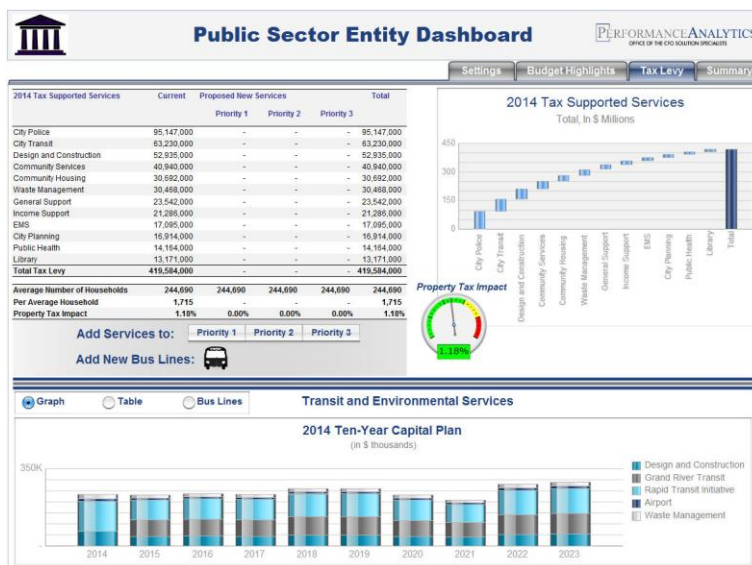 Public Sector Entity Dashboard
PERFORMANCEANALYTICS
OFFICE OF THE CFO SOLUTION SPECIALISTS
Settings Budget Highlights Tax Levy Summary
2014 Tax Supported Services Current Proposed New Services Total
Priority 1 Priority 2 Priority 3
City Police 95,147,000 - - - 95,147,000
City Transit 63,230,000 - - - 63,230,000
Design and Construction 52,935,000 - - - 52,935,000
Community Services 40,940,000 - - - 40,940,000
Community Housing 30,692,000 - - - 30,692,000
Waste Management 30,468,000 - - - 30,468,000
General Support 23,542,000 - - - 23,542,000
Income Support 21,286,000 - - - 21,286,000
EMS 17,095,000 - - - 17,095,000
City Planning 16,914,000 - - - 16,914,000
Public Health 14,164,000 - - - 14,164,000
Library 13,171,000 - - - 13,171,000
Total Tax Levy 419,584,000 - - - 419,584,000
Average Number of Households 244,690 244,690 244,690 244,690 244,690
Per Average Household 1,715 - - - 1,715
Property Tax Impact 1.18% 0.00% 0.00% 0.00% 1.18%
Add Services to: Priority 1 Priority 2 Priority 3
Add New Bus Lines:
2014 Tax Supported Services
Total, In $ Millions
450
300
150
0
City Police
City Transit
Design and Construction
Community Services
Community Housing
Waste Management
General Support
Income Support
EMS
City Planning
Public Health
Library
Total
Property Tax Impact
1.18%
Graph Table Bus Lines Transit and Environmental Services
2014 Ten-Year Capital Plan
(in $ thousands)
350K
-
2014 2015 2016 2017 2018 2019 2020 2021 2022 2023
Design and Construction
Grand River Transit
Rapid Transit Initiative
Airport
Waste Management